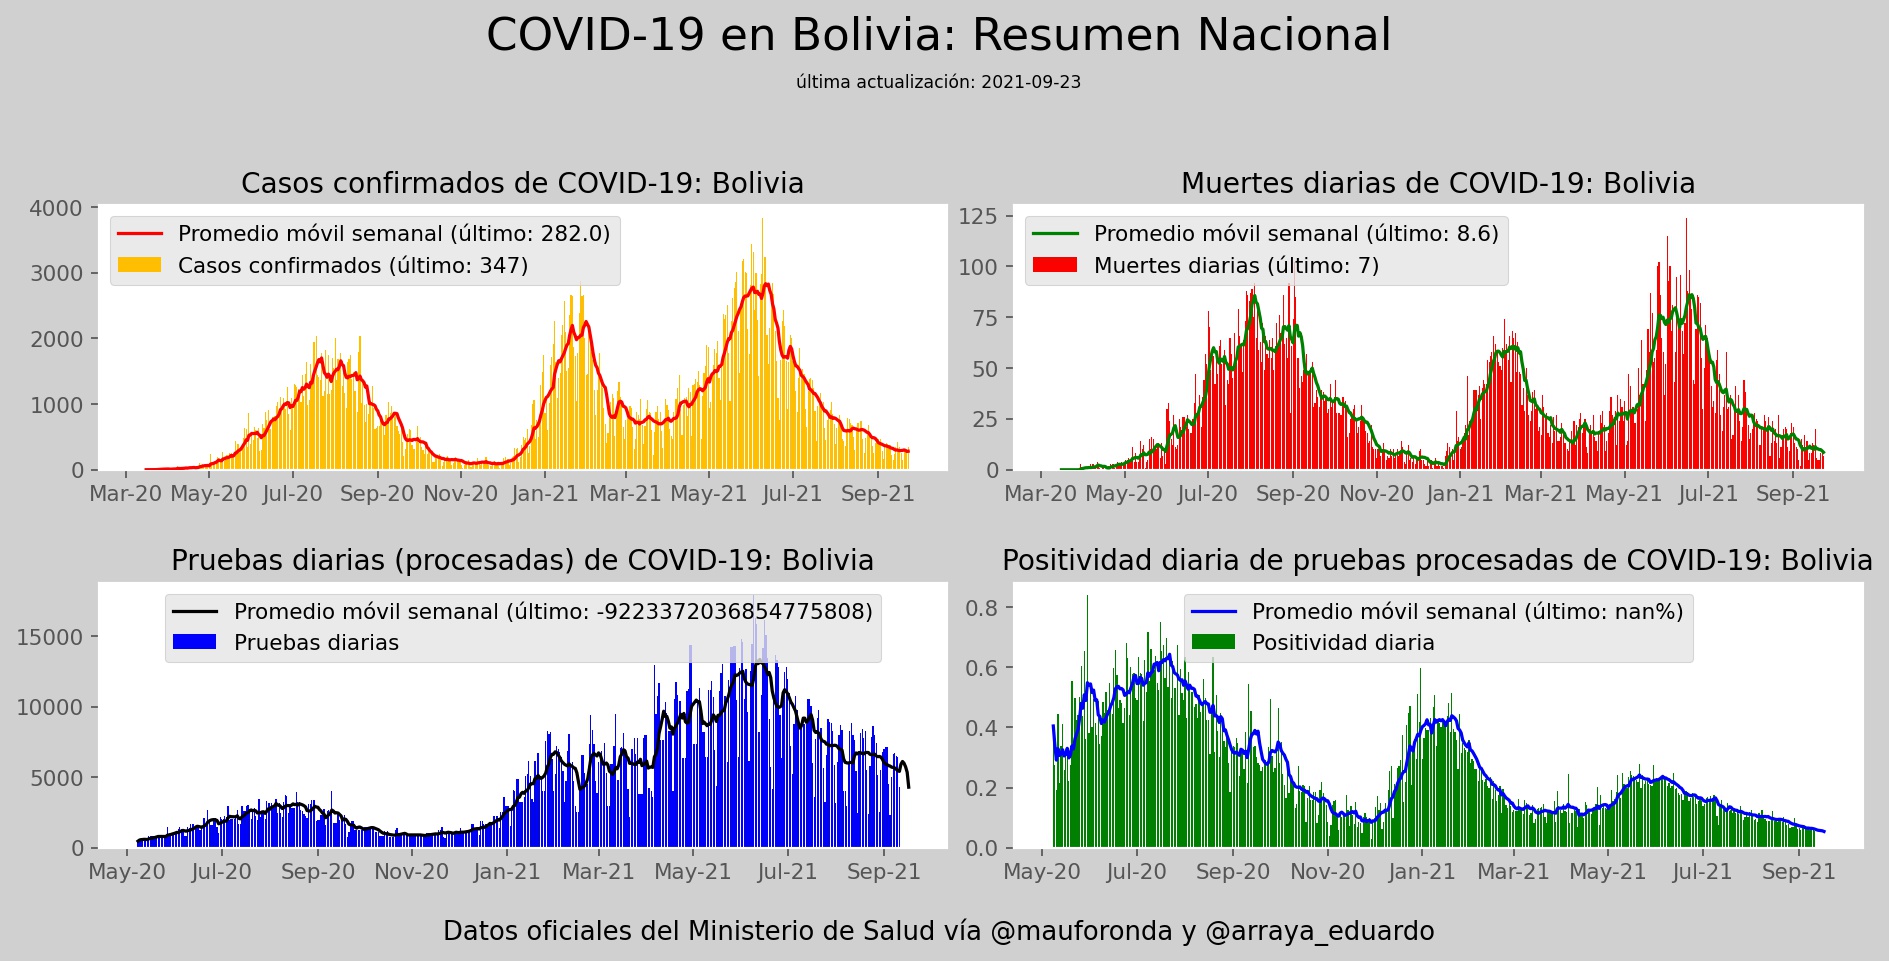 COVID-19 en Bolivia: Resumen Nacional
última actualización: 2021-09-23
Casos confirmados de COVID-19: Bolivia
4000
3000
2000
1000
0
Promedio móvil semanal (último: 282.0)
Casos confirmados (último: 347)
Mar-20 May-20 Jul-20 Sep-20 Nov-20 Jan-21 Mar-21 May-21 Jul-21 Sep-21
Muertes diarias de COVID-19: Bolivia
125
100
75
50
25
0
Promedio móvil semanal (último: 8.6)
Muertes diarias (último: 7)
Mar-20 May-20 Jul-20 Sep-20 Nov-20 Jan-21 Mar-21 May-21 Jul-21 Sep-21
Pruebas diarias (procesadas) de COVID-19: Bolivia
15000
10000
5000
0
Promedio móvil semanal (último: -9223372036854775808)
Pruebas diarias
May-20 Jul-20 Sep-20 Nov-20 Jan-21 Mar-21 May-21 Jul-21 Sep-21
Positividad diaria de pruebas procesadas de COVID-19: Bolivia
0.8
0.6
0.4
0.2
0.0
Promedio móvil semanal (último: nan%)
Positividad diaria
May-20 Jul-20 Sep-20 Nov-20 Jan-21 Mar-21 May-21 Jul-21 Sep-21
Datos oficiales del Ministerio de Salud vía @mauforonda y @arraya_eduardo